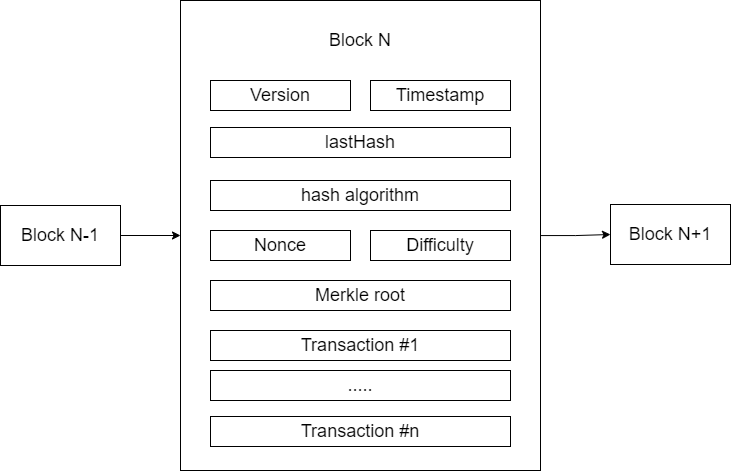 Block N
Version
Timestamp
lastHash
hash algorithm
Block N-1
Nonce
Difficulty
Block N+1
Merkle root
Transaction #1
.....
Transaction #n